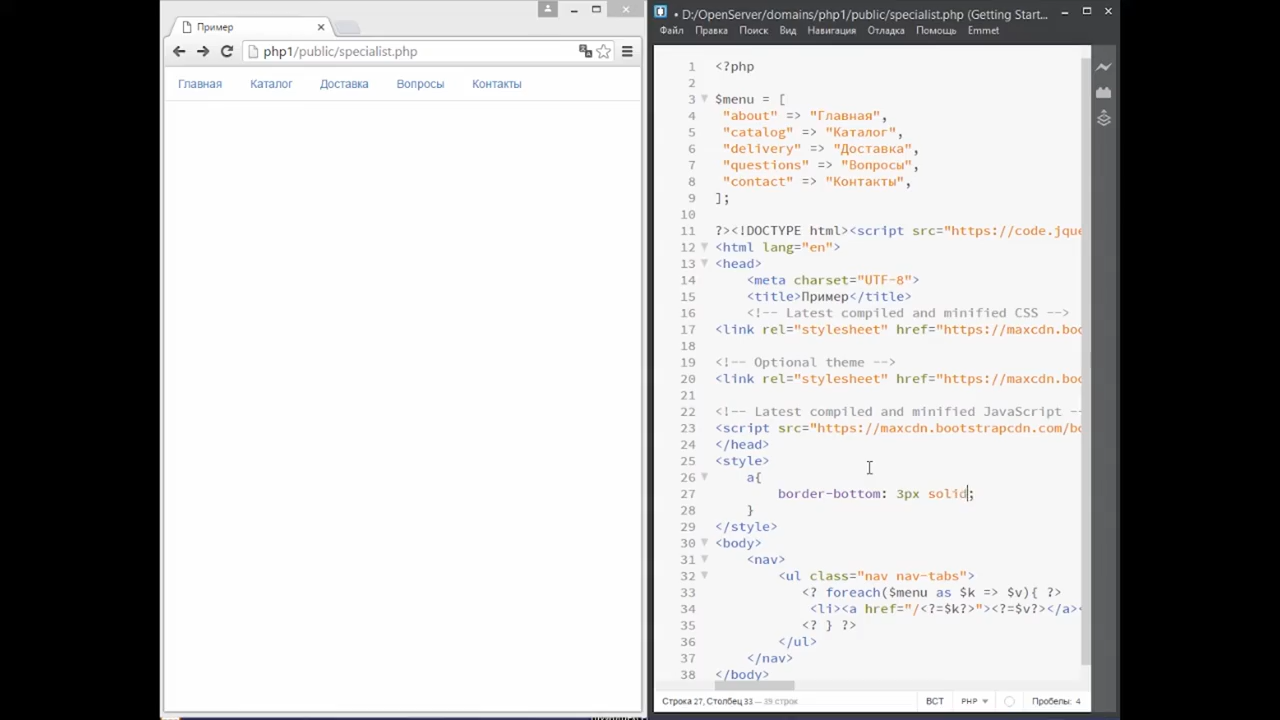 Пример
php1/public/specialist.php
Главная Каталог Доставка Вопросы Контакты
• D:/OpenServer/domains/php1/public/specialist.php (Getting Start...
Файл Правка Поиск Вид Навигация Отладка Помощь Emmet
1 <?php
2
3 $menu = [
4 "about" => "Главная",
5 "catalog" => "Каталог",
6 "delivery" => "Доставка",
7 "questions" => "Вопросы",
8 "contact" => "Контакты",
9 ];
10
11 ?><!DOCTYPE html><script src="https://code.jque
12 <html lang="en">
13 <head>
14 <meta charset="UTF-8">
15 <title>Пример</title>
16 <!-- Latest compiled and minified CSS -->
17 <link rel="stylesheet" href="https://maxcdn.boo
18
19 <!-- Optional theme -->
20 <link rel="stylesheet" href="https://maxcdn.boo
21
22 <!-- Latest compiled and minified JavaScript --
23 <script src="https://maxcdn.bootstrapcdn.com/bo
24 </head>
25 <style>
26 a{
27 border-bottom: 3px solid;
28 }
29 </style>
30 <body>
31 <nav>
32 <ul class="nav nav-tabs">
33 <? foreach($menu as $k => $v){ ?>
34 <li><a href="/<?=$k?>"><?=$v?></a><
35 <? } ?>
36 </ul>
37 </nav>
38 </body>
Строка 27, Столбец 33 — 39 строк ВСТ PHP Пробелы: 4